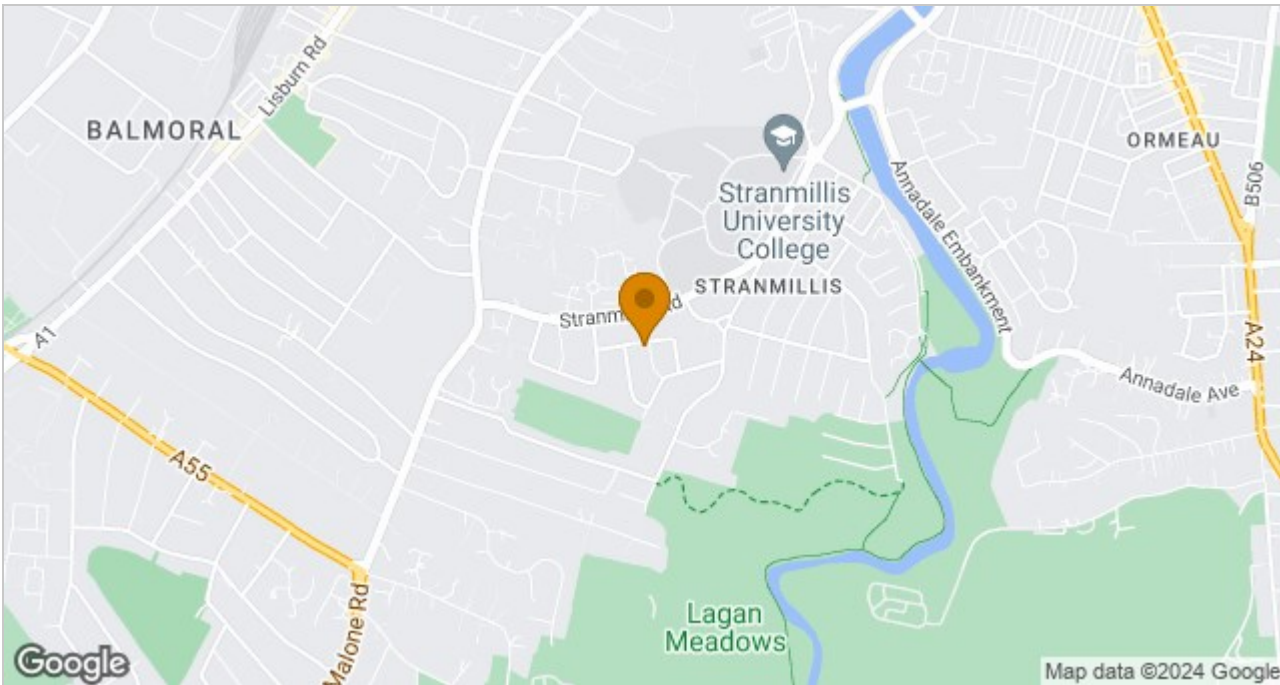 Lisburn Rd
BALMORAL
ORMEAU
B506
Stranmillis
University
College
Annadale Embankment
STRANMILLIS
Rd
A1
A24
Annadale Ave
A55
Malone Rd
Lagan
Meadows
Google
Map data ©2024 Google